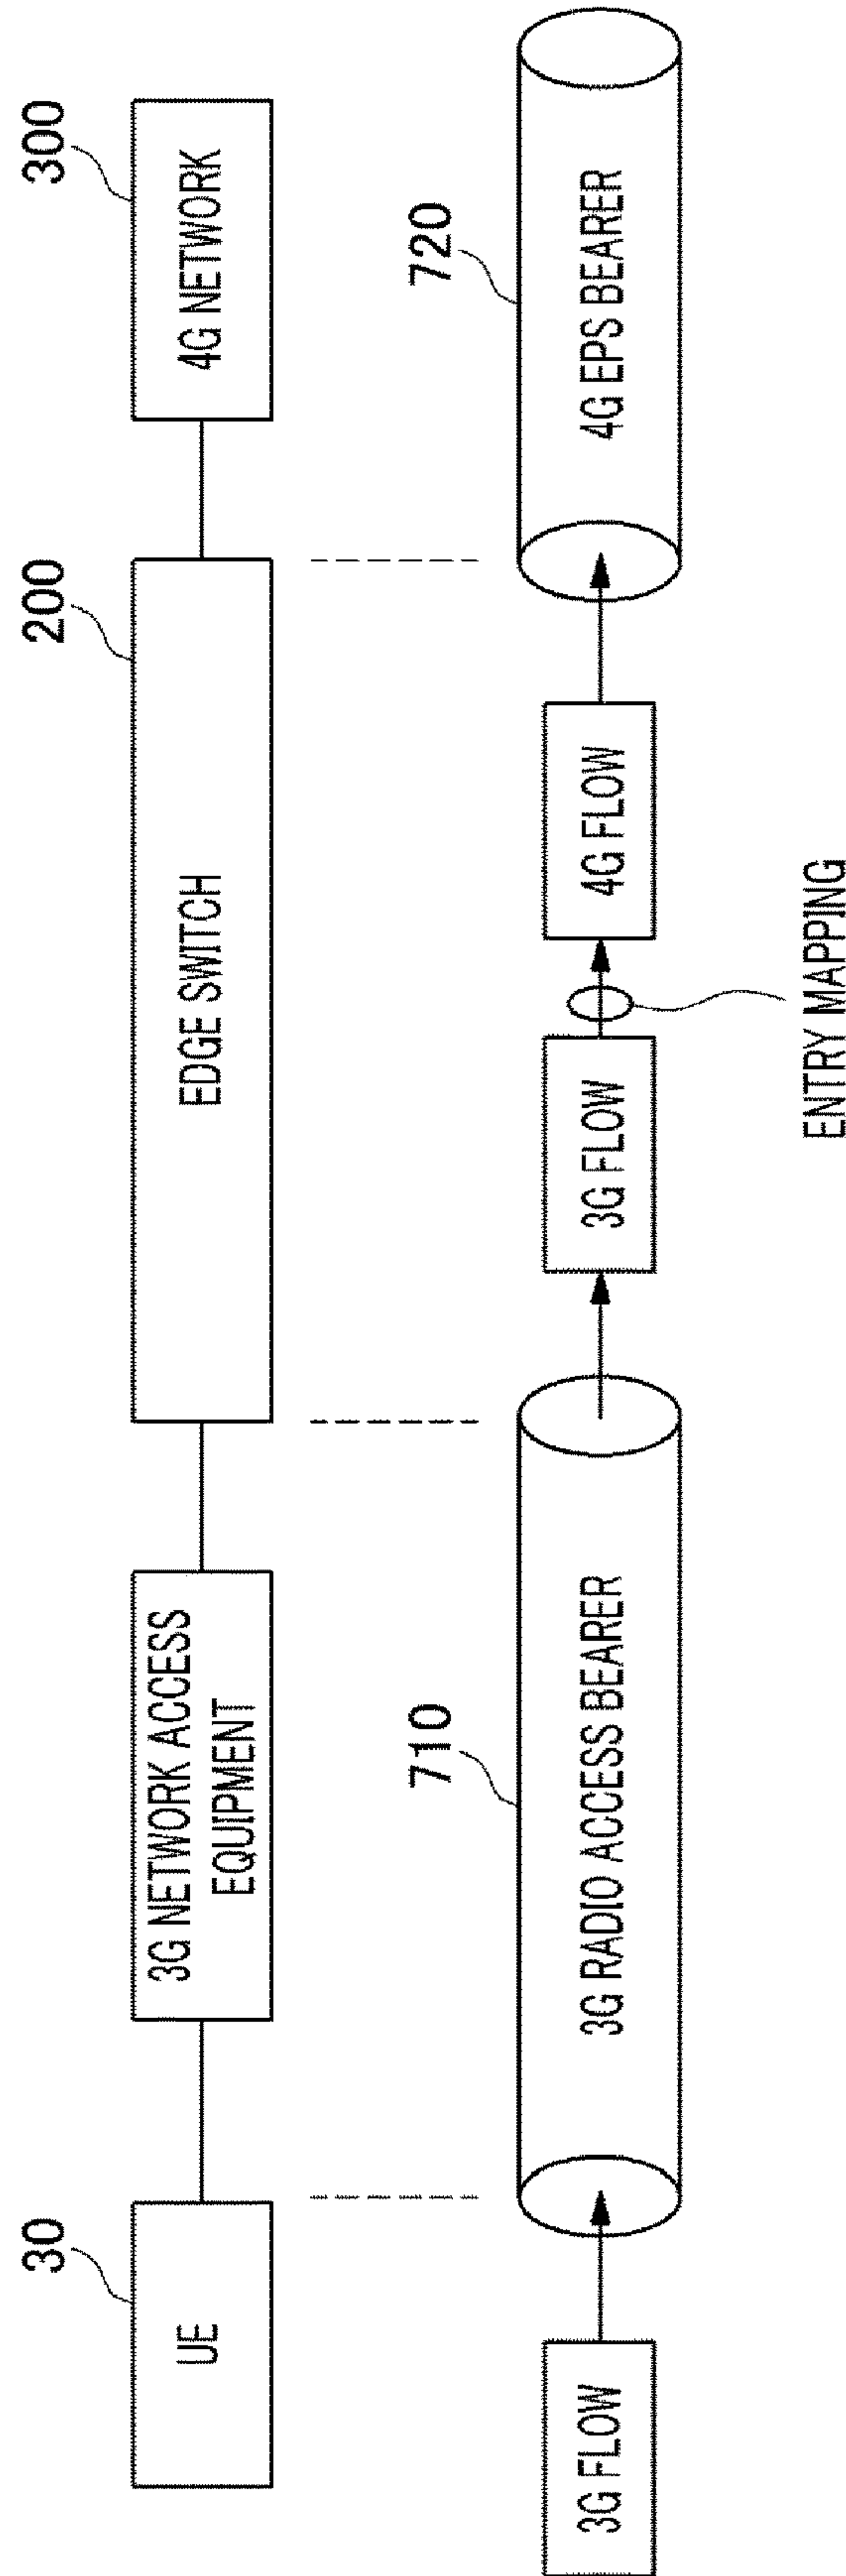 30
200
300
UE
3G NETWORK ACCESS
EQUIPMENT
EDGE SWITCH
4G NETWORK
710
720
3G FLOW
3G RADIO ACCESS BEARER
3G FLOW
4G FLOW
4G EPS BEARER
ENTRY MAPPING